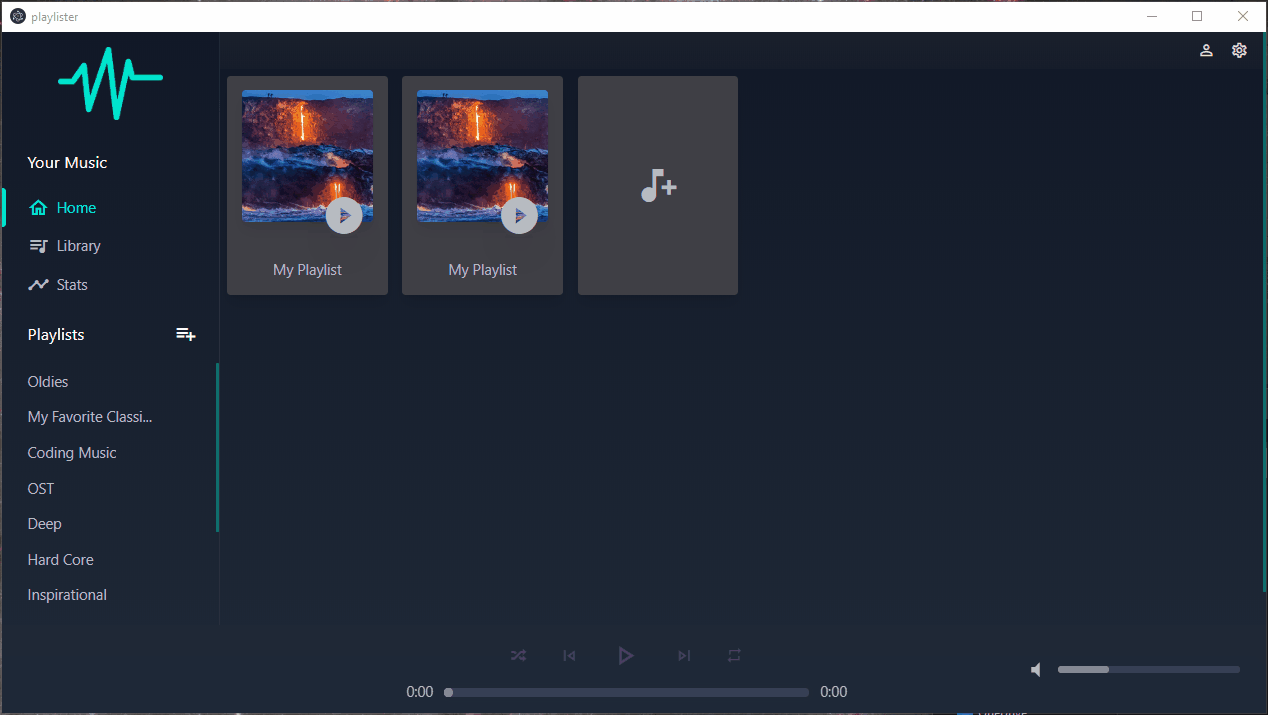 playlister
Your Music
Home
Library
Stats
Playlists
Oldies
My Favorite Classi...
Coding Music
OST
Deep
Hard Core
Inspirational
My Playlist
My Playlist
0:00
0:00